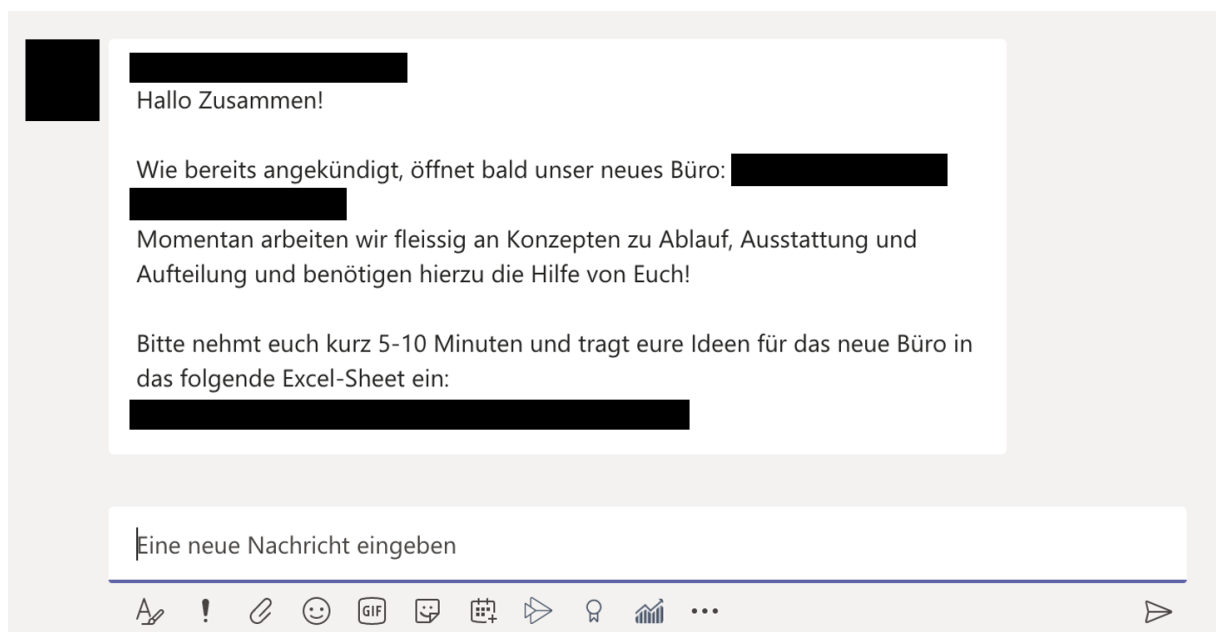 Hallo Zusammen!
Wie bereits angekündigt, öffnet bald unser neues Büro:
Momentan arbeiten wir fleissig an Konzepten zu Ablauf, Ausstattung und
Aufteilung und benötigen hierzu die Hilfe von Euch!
Bitte nehmt euch kurz 5-10 Minuten und tragt eure Ideen für das neue Büro in
das folgende Excel-Sheet ein:
Eine neue Nachricht eingeben
GIF